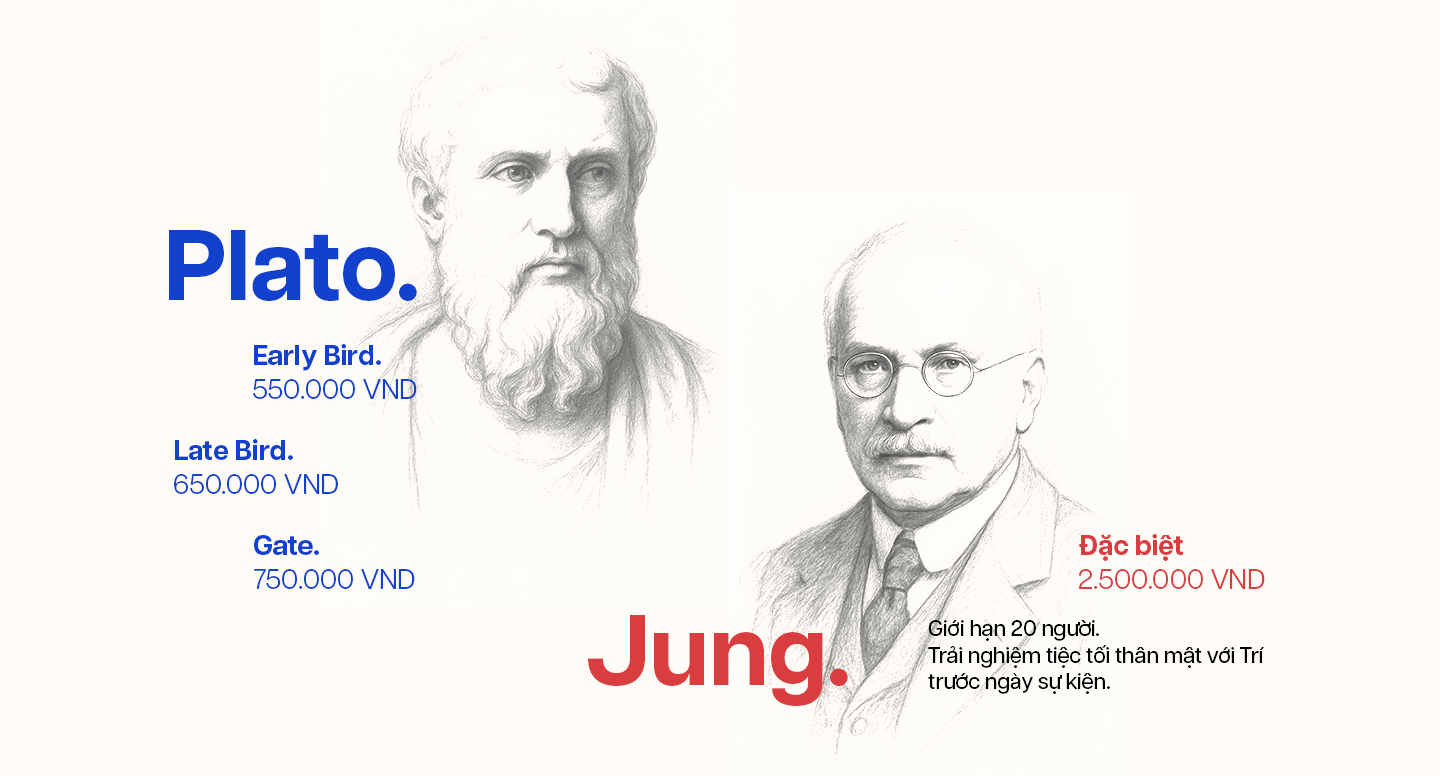 Plato.
Early Bird.
550.000 VND
Late Bird.
650.000 VND
Gate.
750.000 VND
Jung.
Đặc biệt
2.500.000 VND
Giới hạn 20 người.
Trải nghiệm tiệc tối thân mật với Trí
trước ngày sự kiện.